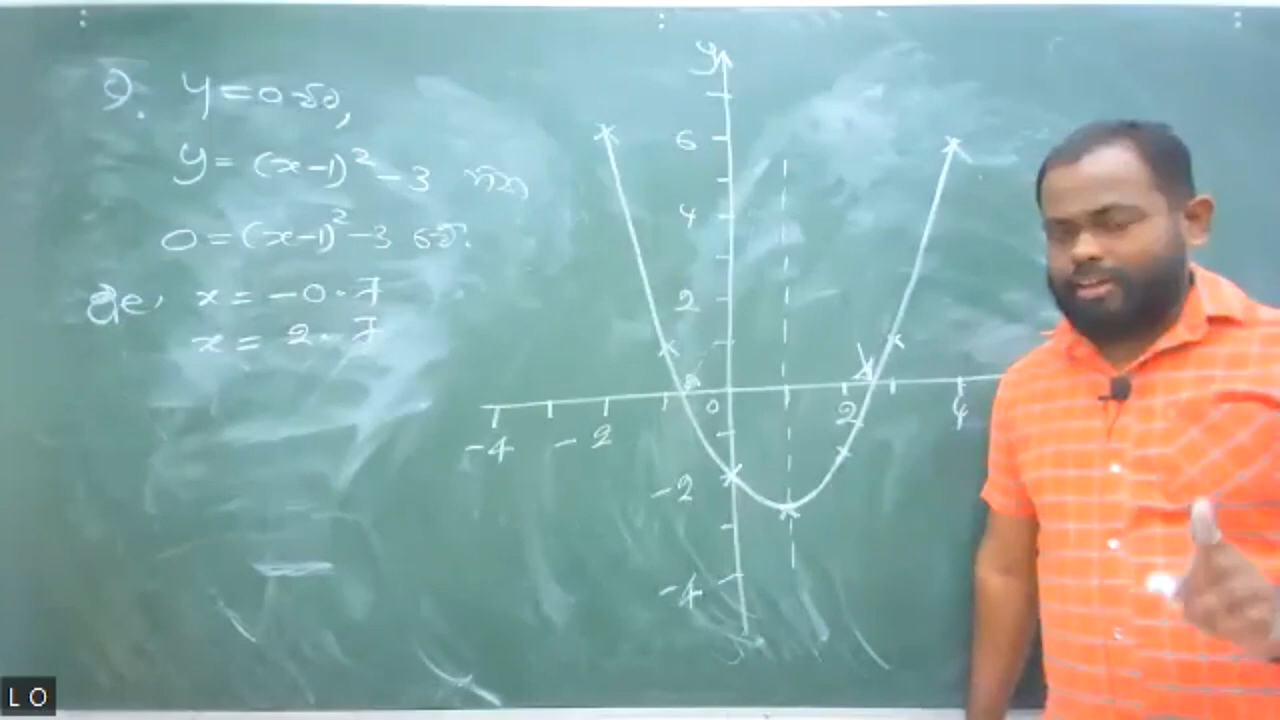 y = 0 විට,
y = (x-1)² - 3
0 = (x-1)² - 3 වේ.
x = -0.7
x = 2.7
y
6
4
2
-4
-2
0
2
4
-2
-4
L O